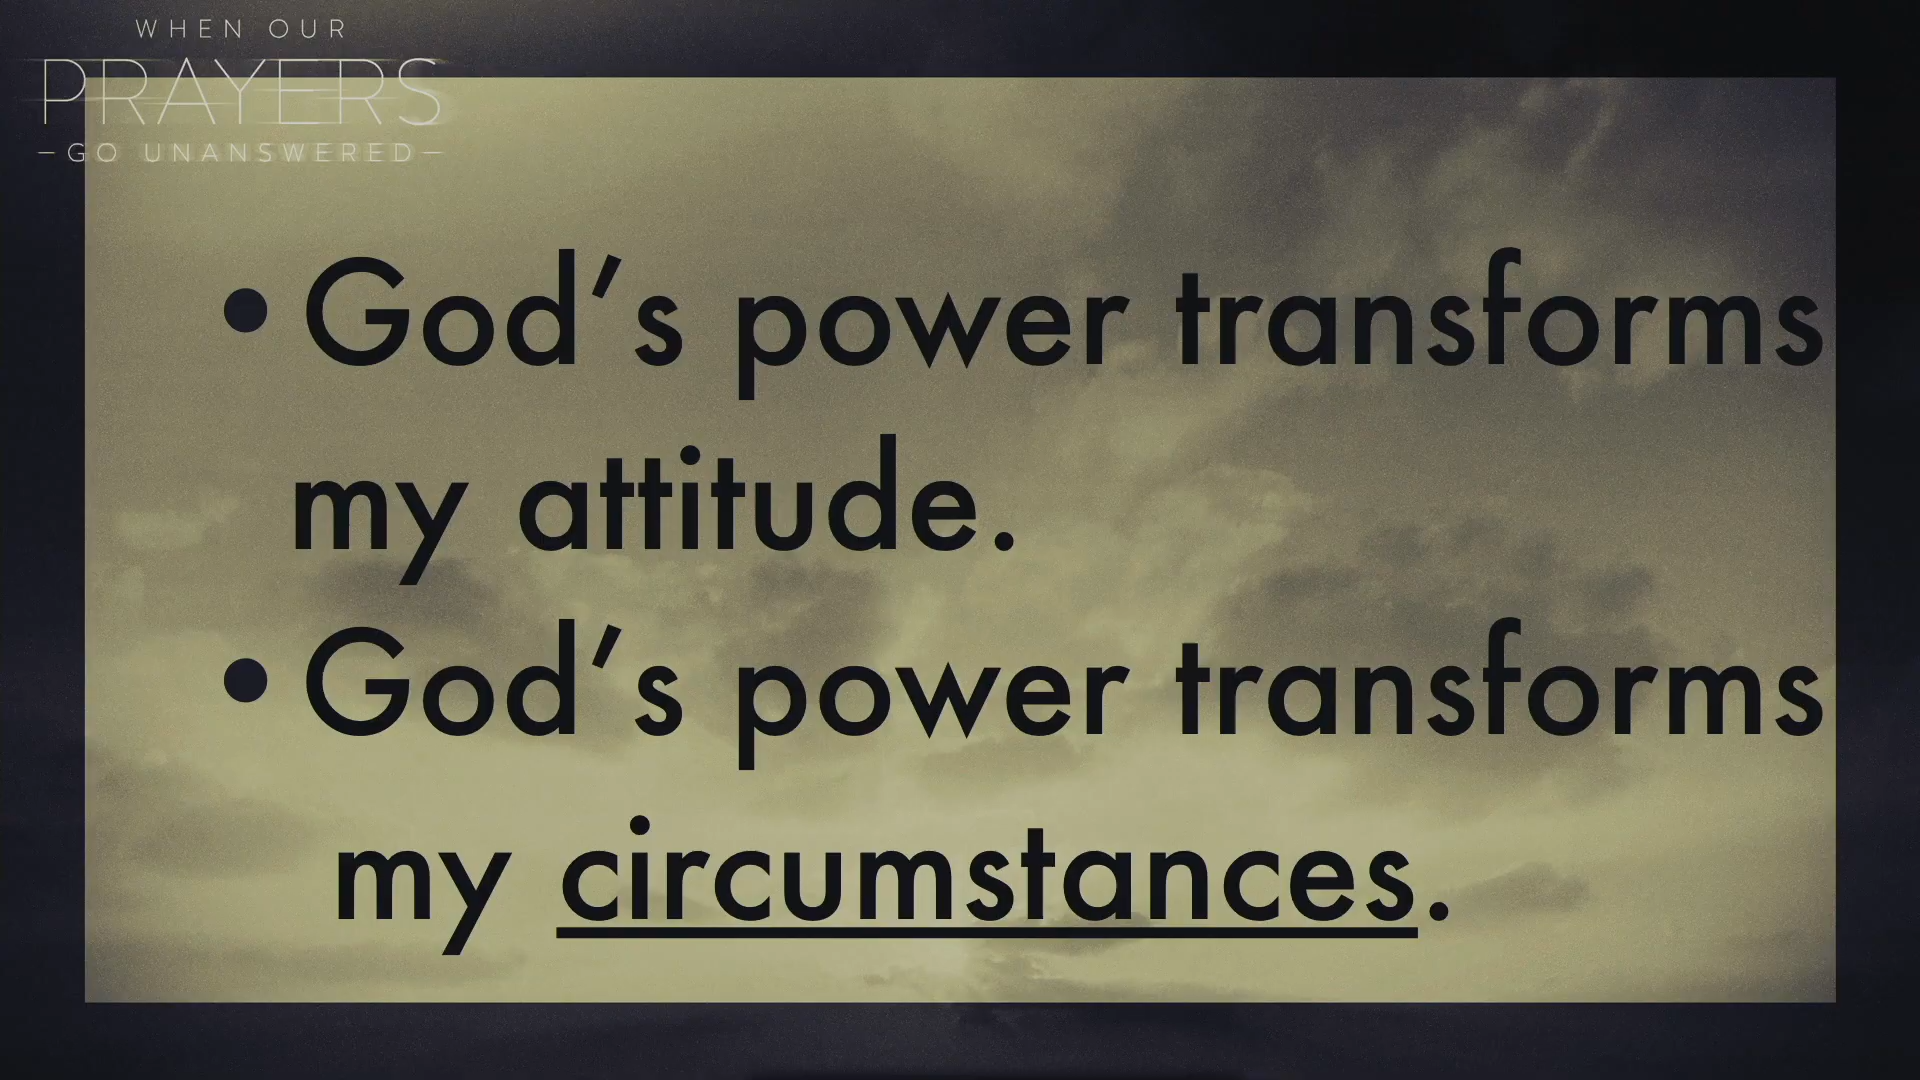 WHEN OUR
PRAYERS
–GO UNANSWERED–
• God’s power transforms
my attitude.
• God’s power transforms
my circumstances.